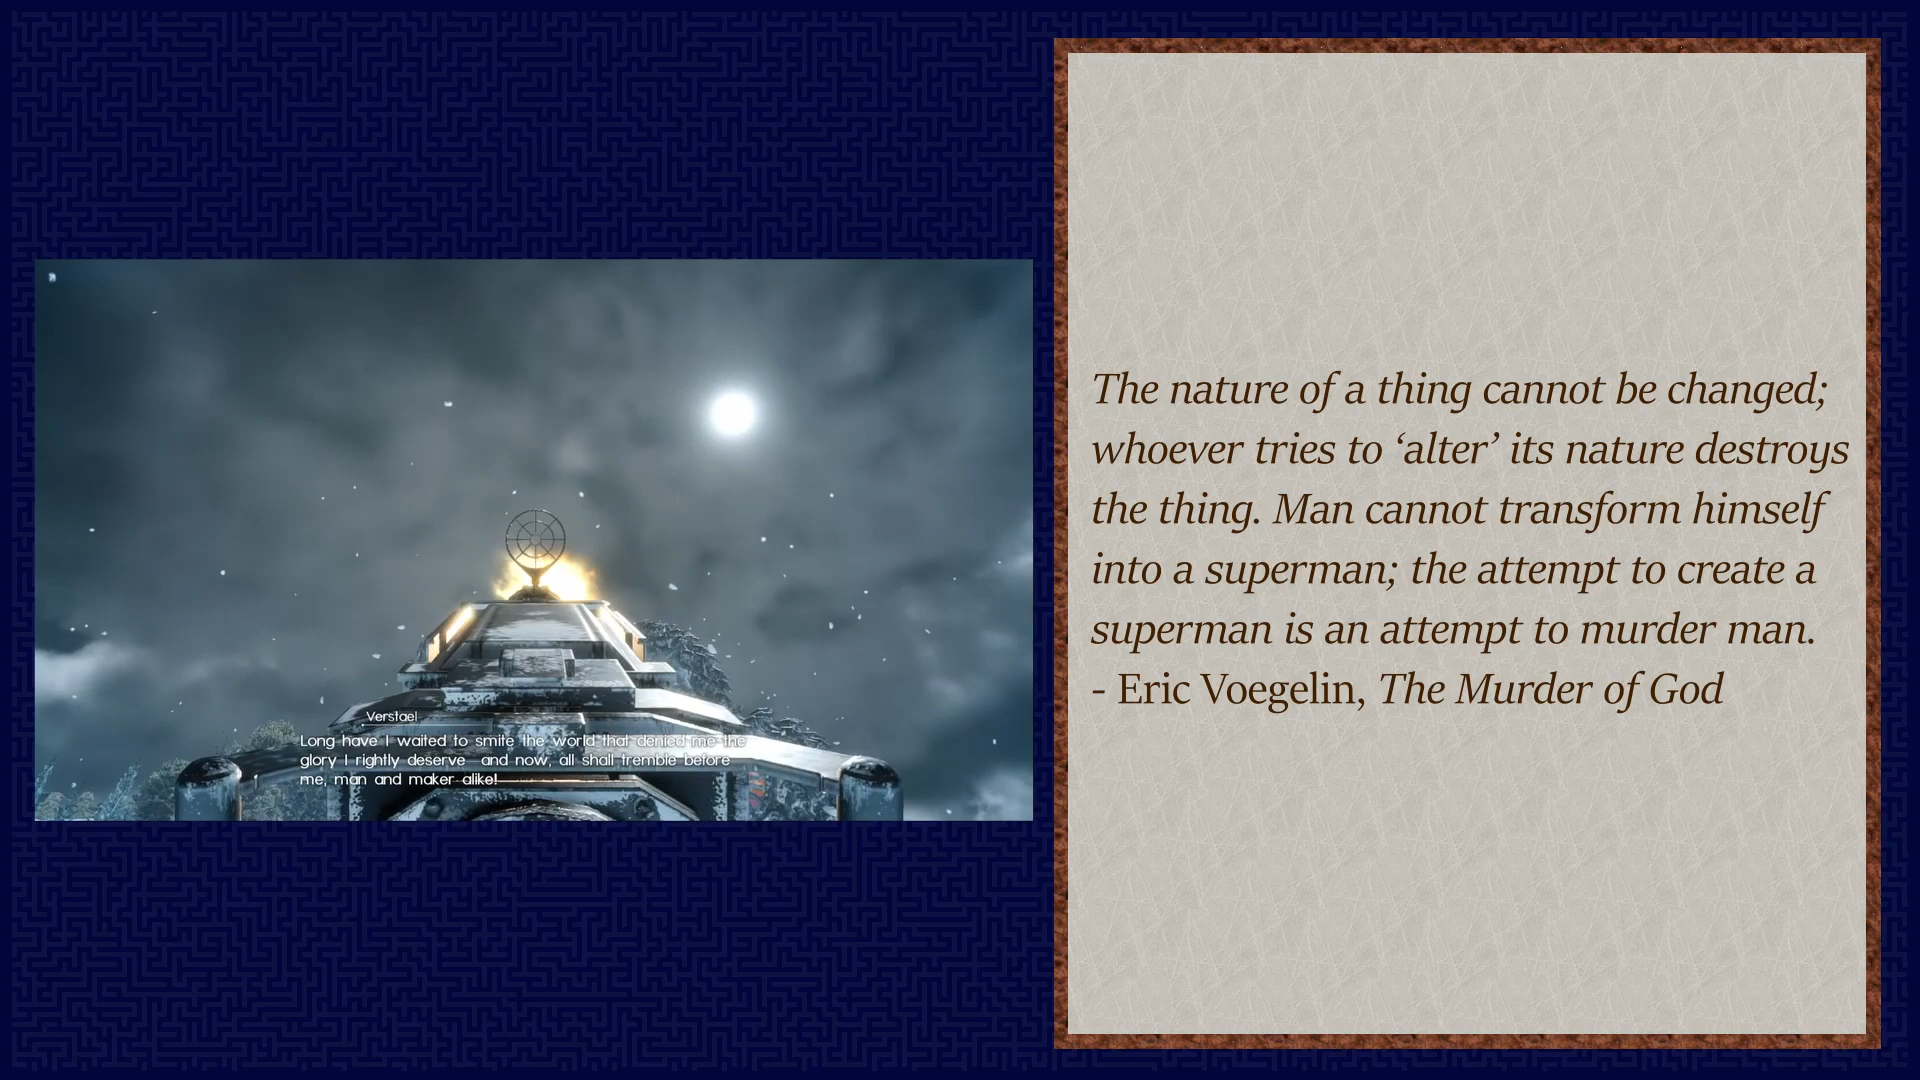 Verstael
Long have I waited to smite the world that denied me the
glory I rightly deserve and now, all shall tremble before
me, man and maker alike!
The nature of a thing cannot be changed;
whoever tries to ‘alter’ its nature destroys
the thing. Man cannot transform himself
into a superman; the attempt to create a
superman is an attempt to murder man.
- Eric Voegelin, The Murder of God